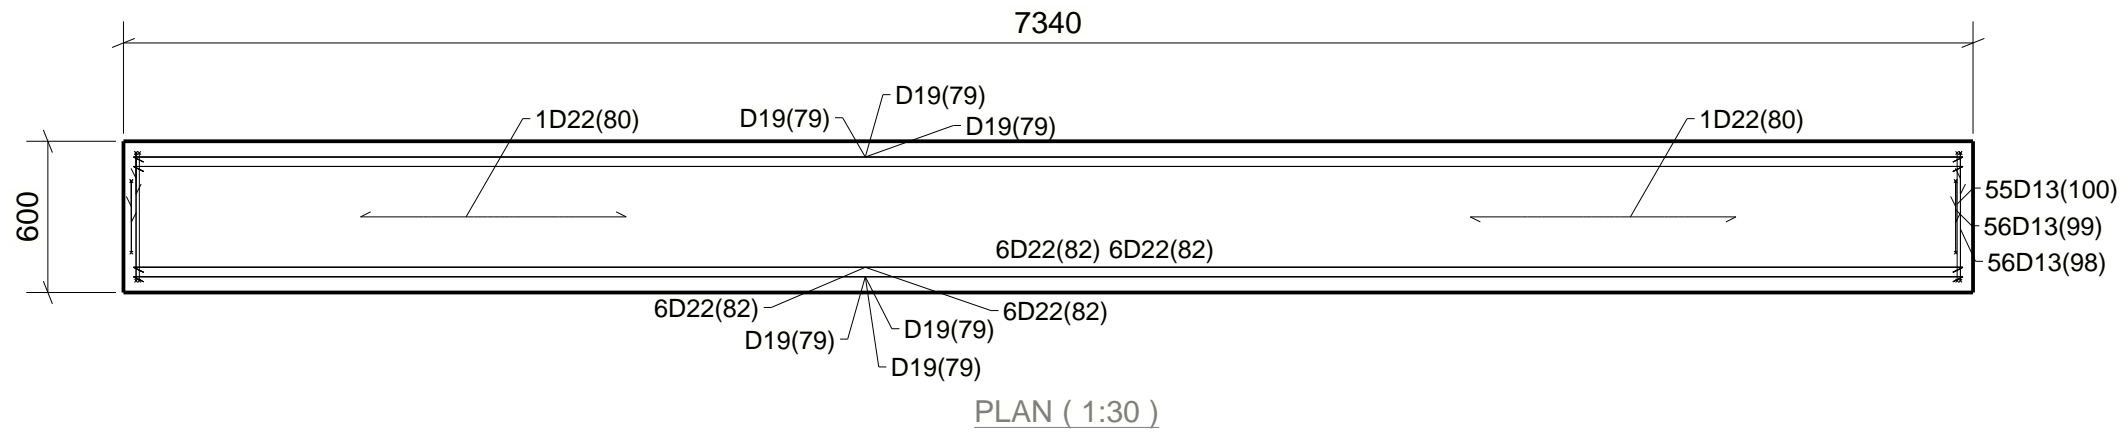 7340
D19(79)
1D22(80)
D19(79)
D19(79)
1D22(80)
600
55D13(100)
56D13(99)
6D22(82) 6D22(82)
56D13(98)
6D22(82)
6D22(82)
D19(79)
D19(79)
D19(79)
PLAN ( 1:30 )